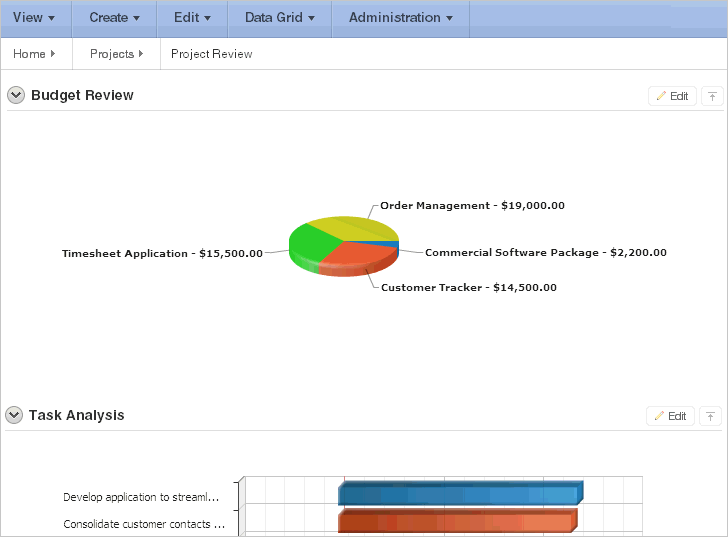 View Create Edit Data Grid Administration
Home Projects Project Review
Budget Review Edit
Order Management - $19,000.00
Timesheet Application - $15,500.00 Commercial Software Package - $2,200.00
Customer Tracker - $14,500.00
Task Analysis Edit
Develop application to streaml...
Consolidate customer contacts ...